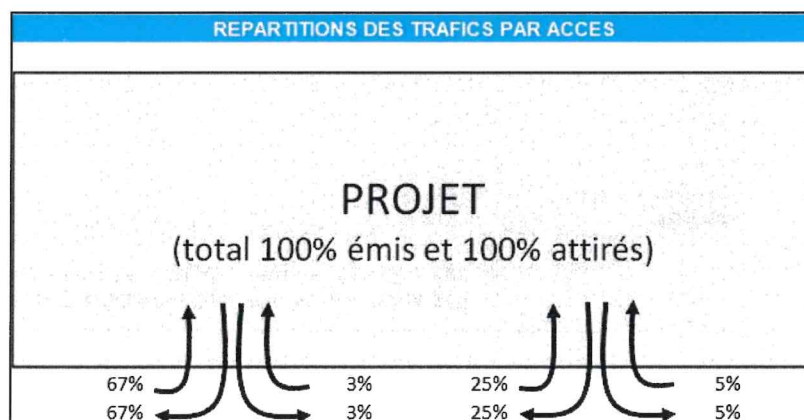 REPARTITIONS DES TRAFICS PAR ACCES
PROJET
(total 100% émis et 100% attirés)
67% 3% 25% 5%
67% 3% 25% 5%